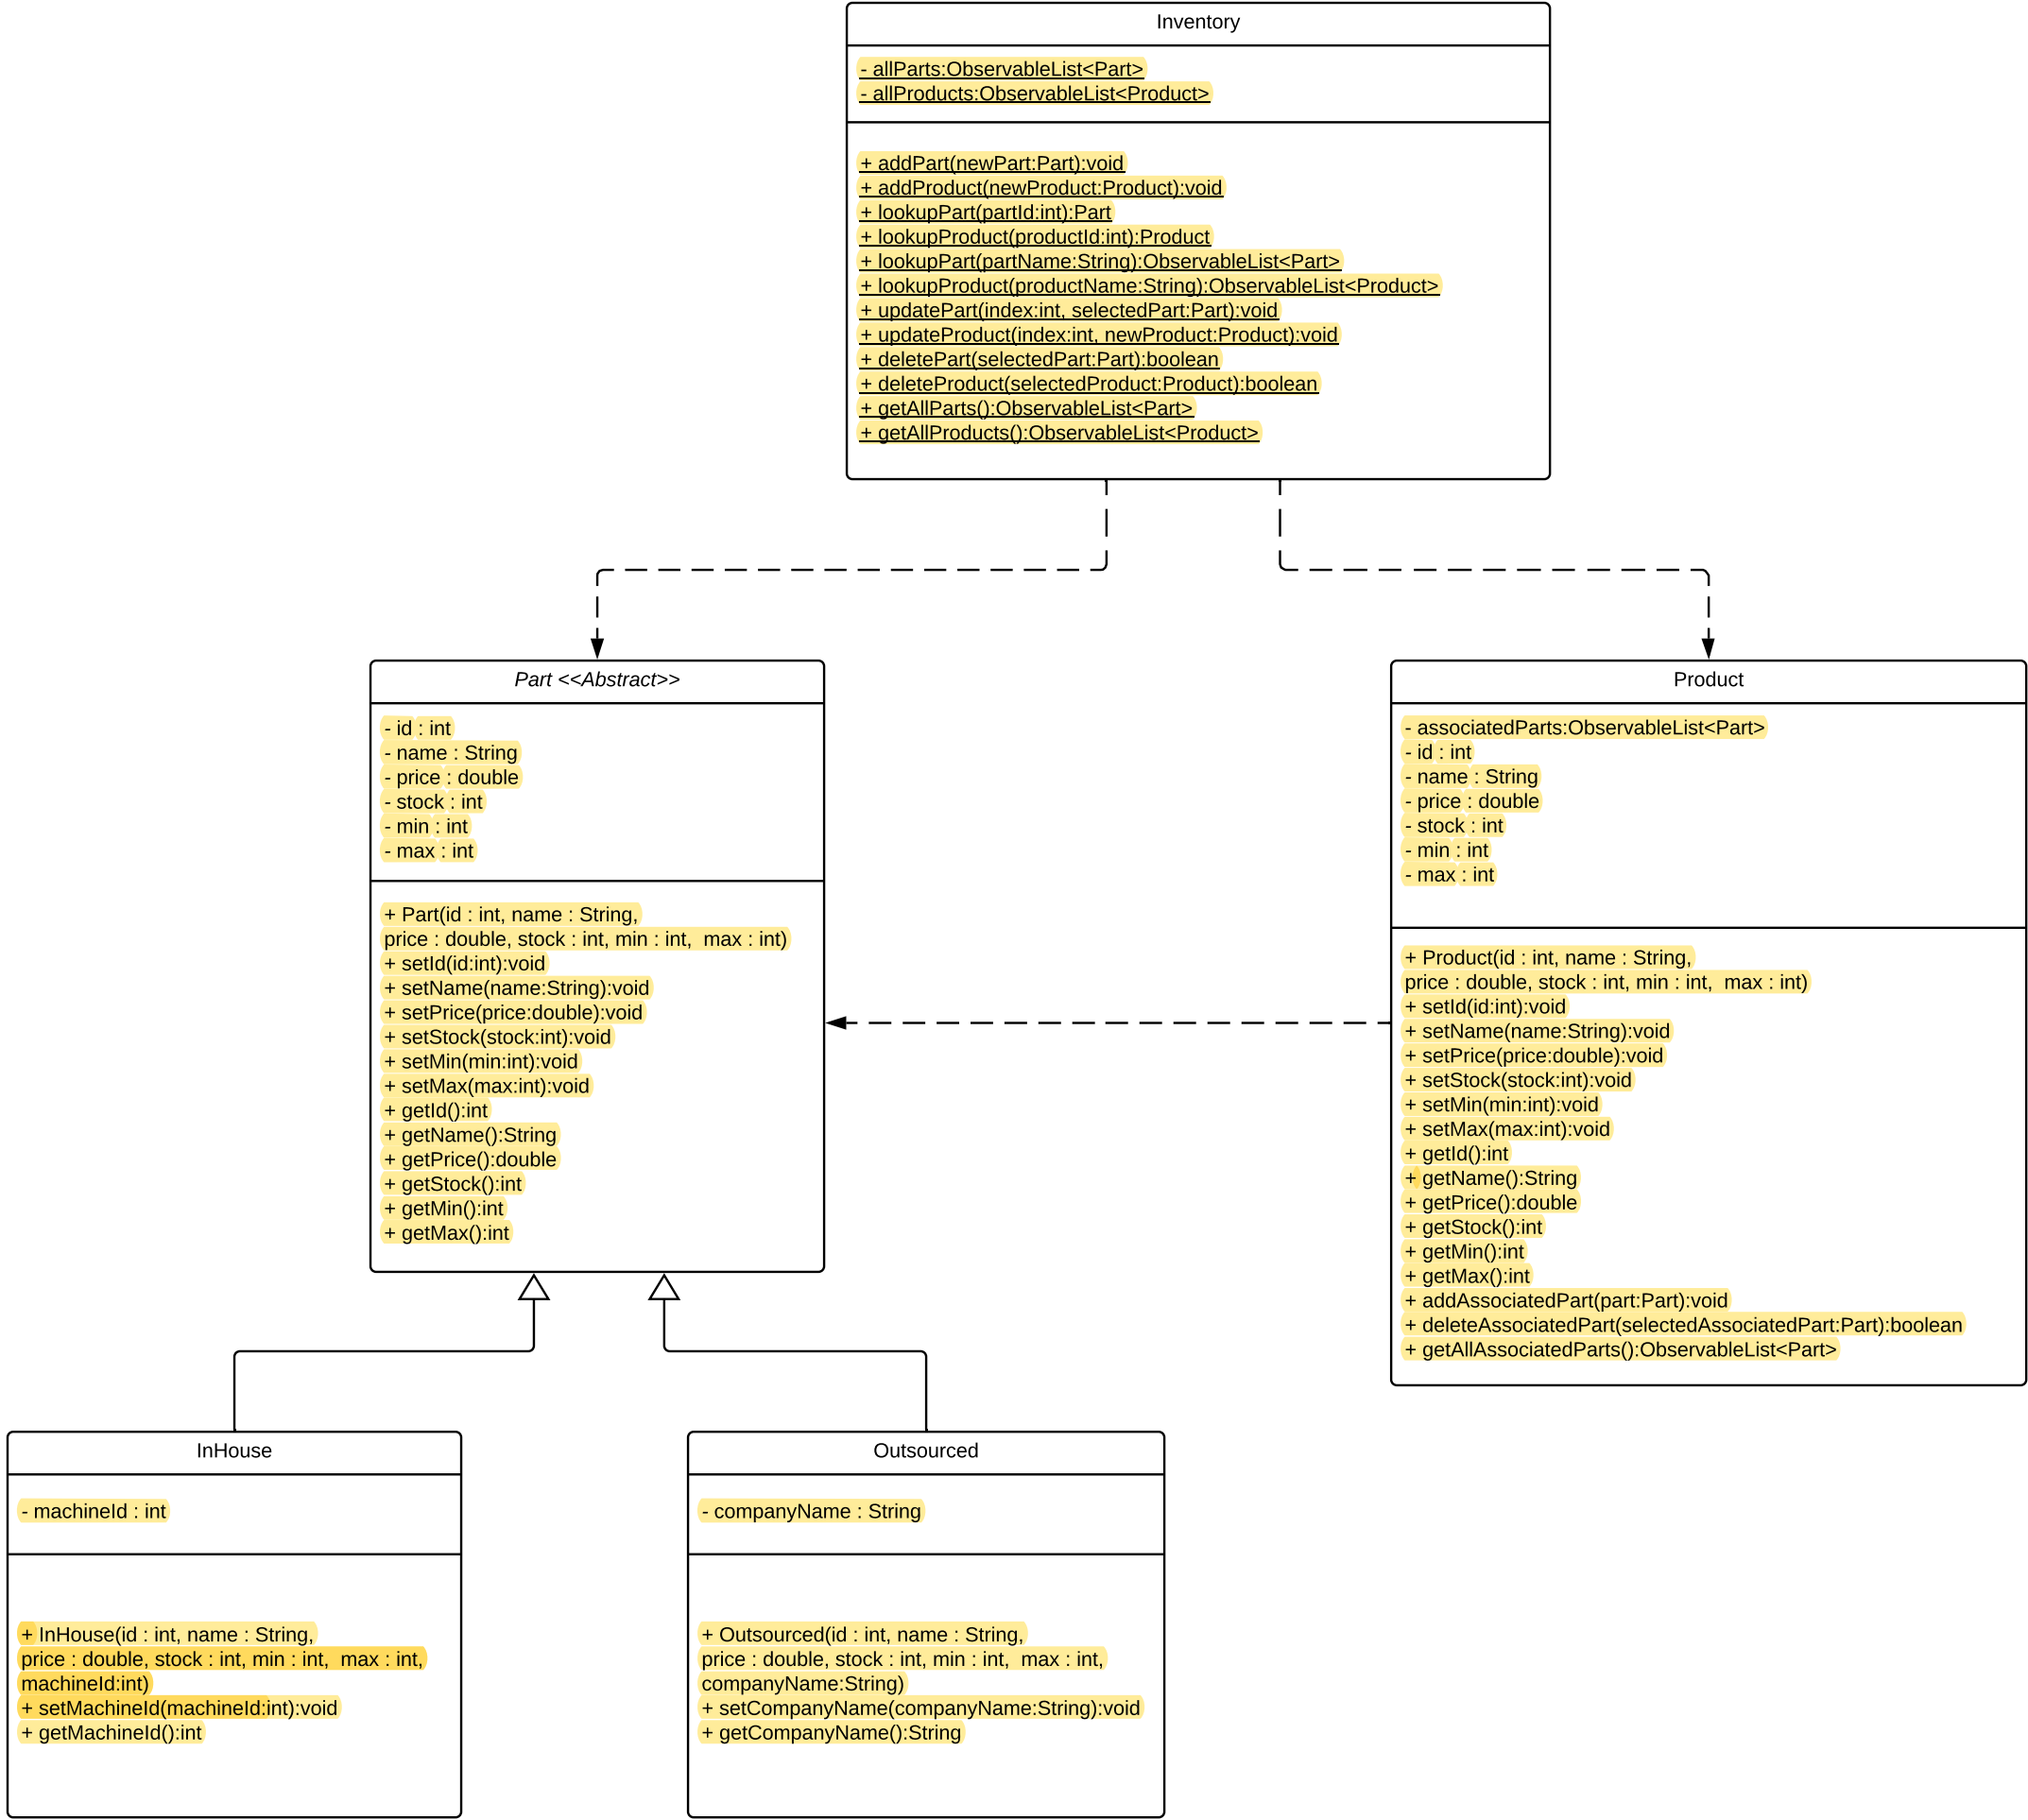 Inventory
- allParts:ObservableList<Part>
- allProducts:ObservableList<Product>
+ addPart(newPart:Part):void
+ addProduct(newProduct:Product):void
+ lookupPart(partId:int):Part
+ lookupProduct(productId:int):Product
+ lookupPart(partName:String):ObservableList<Part>
+ lookupProduct(productName:String):ObservableList<Product>
+ updatePart(index:int, selectedPart:Part):void
+ updateProduct(index:int, newProduct:Product):void
+ deletePart(selectedPart:Part):boolean
+ deleteProduct(selectedProduct:Product):boolean
+ getAllParts():ObservableList<Part>
+ getAllProducts():ObservableList<Product>
Part <<Abstract>>
- id : int
- name : String
- price : double
- stock : int
- min : int
- max : int
+ Part(id : int, name : String,
price : double, stock : int, min : int,  max : int)
+ setId(id:int):void
+ setName(name:String):void
+ setPrice(price:double):void
+ setStock(stock:int):void
+ setMin(min:int):void
+ setMax(max:int):void
+ getId():int
+ getName():String
+ getPrice():double
+ getStock():int
+ getMin():int
+ getMax():int
Product
- associatedParts:ObservableList<Part>
- id : int
- name : String
- price : double
- stock : int
- min : int
- max : int
+ Product(id : int, name : String,
price : double, stock : int, min : int,  max : int)
+ setId(id:int):void
+ setName(name:String):void
+ setPrice(price:double):void
+ setStock(stock:int):void
+ setMin(min:int):void
+ setMax(max:int):void
+ getId():int
+ getName():String
+ getPrice():double
+ getStock():int
+ getMin():int
+ getMax():int
+ addAssociatedPart(part:Part):void
+ deleteAssociatedPart(selectedAssociatedPart:Part):boolean
+ getAllAssociatedParts():ObservableList<Part>
InHouse
- machineId : int
+ InHouse(id : int, name : String,
price : double, stock : int, min : int,  max : int,
machineId:int)
+ setMachineId(machineId:int):void
+ getMachineId():int
Outsourced
- companyName : String
+ Outsourced(id : int, name : String,
price : double, stock : int, min : int,  max : int,
companyName:String)
+ setCompanyName(companyName:String):void
+ getCompanyName():String